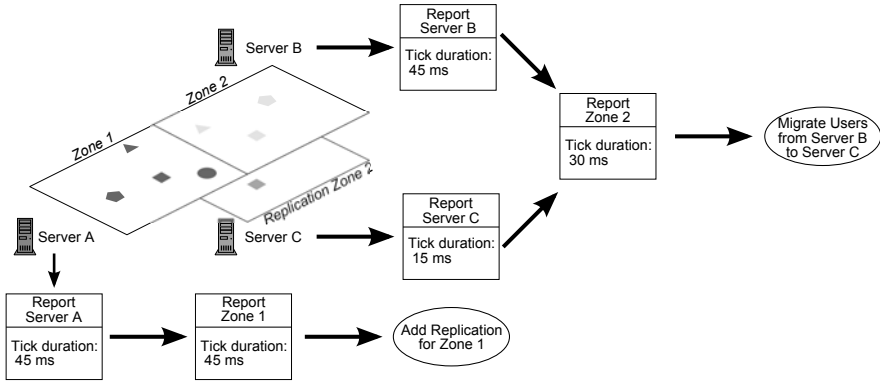 Report
Server B
Tick duration:
45 ms
Server B
Zone 2
Zone 1
Replication Zone 2
Report
Zone 2
Tick duration:
30 ms
Migrate Users
from Server B
to Server C
Server A
Server C
Report
Server C
Tick duration:
15 ms
Report
Server A
Tick duration:
45 ms
Report
Zone 1
Tick duration:
45 ms
Add Replication
for Zone 1